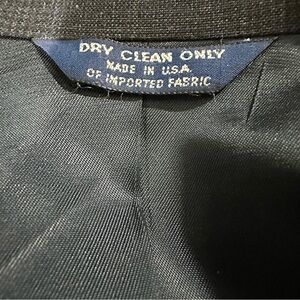 DRY CLEAN ONLY
MADE IN U.S.A.
OF IMPORTED FABRIC